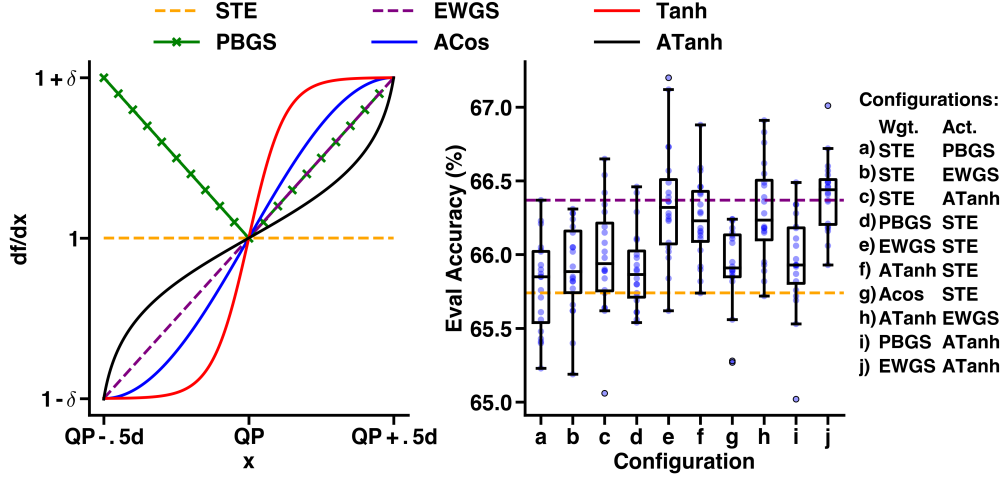 STE
EWGS
Tanh
PBGS
ACos
ATanh
1 + δ
1
1 - δ
df/dx
QP - .5d
QP
QP + .5d
x
67.0
66.5
66.0
65.5
65.0
Eval Accuracy (%)
a b c d e f g h i j
Configuration
Configurations:
Wgt. Act.
a) STE PBGS
b) STE EWGS
c) STE ATanh
d) PBGS STE
e) EWGS STE
f) ATanh STE
g) Acos STE
h) ATanh EWGS
i) PBGS ATanh
j) EWGS ATanh